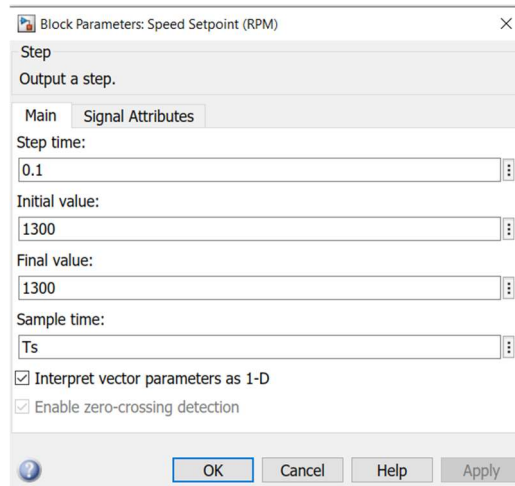 Block Parameters: Speed Setpoint (RPM)
Step
Output a step.
Main Signal Attributes
Step time:
0.1
Initial value:
1300
Final value:
1300
Sample time:
Ts
Interpret vector parameters as 1-D
Enable zero-crossing detection
OK Cancel Help Apply